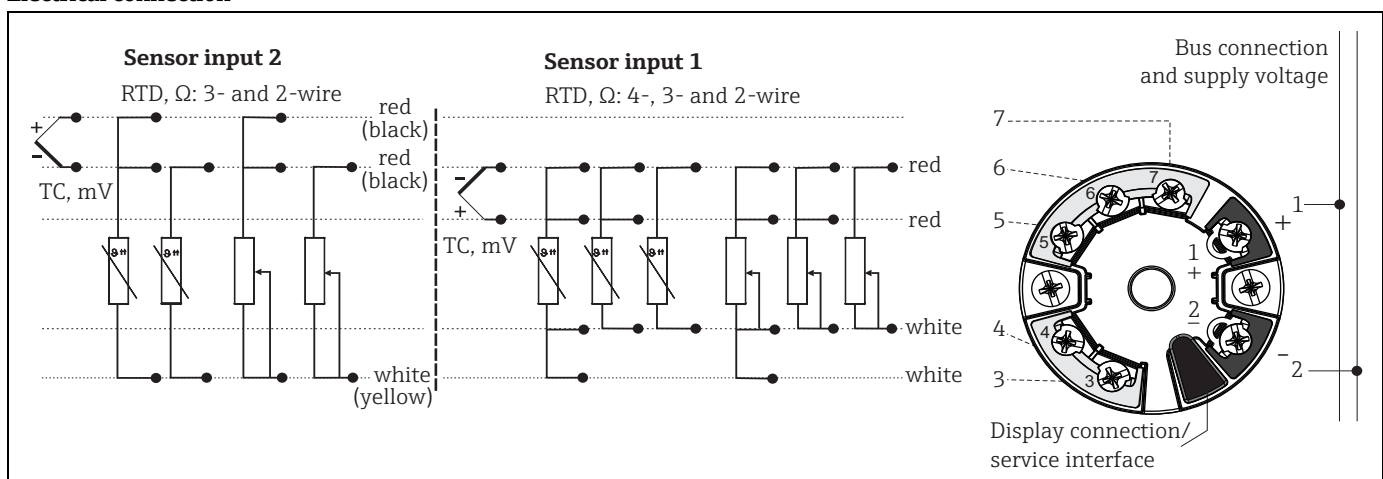 Sensor input 2
RTD, Ω: 3- and 2-wire
+
-
TC, mV
red
(black)
red
(black)
white
(yellow)
Sensor input 1
RTD, Ω: 4-, 3- and 2-wire
-
+
TC, mV
red
red
white
white
Bus connection
and supply voltage
7
6
5
4
3
7
6
5
4
3
1
+
2
-
1
+
-
2
Display connection/
service interface